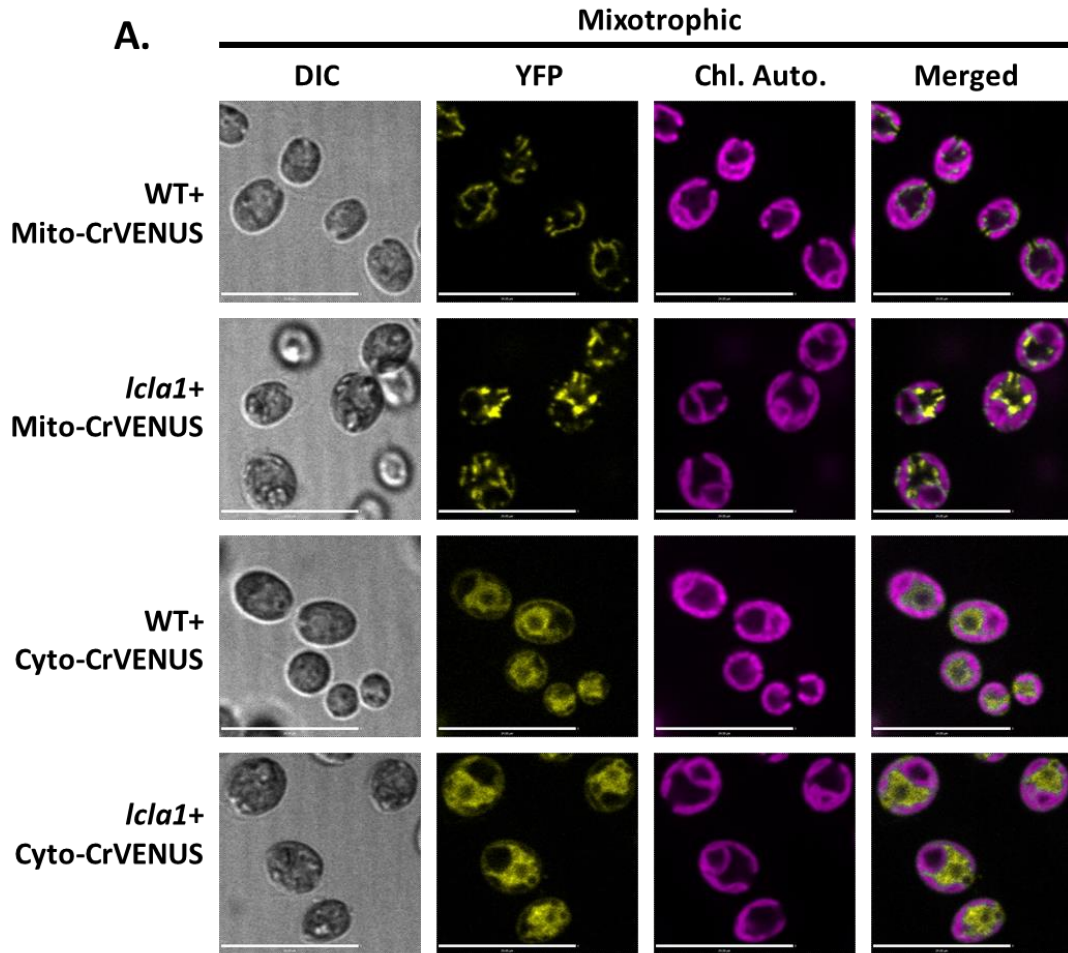 A.
Mixotrophic
DIC YFP Chl. Auto. Merged
WT+
Mito-CrVENUS
lcla1+
Mito-CrVENUS
WT+
Cyto-CrVENUS
lcla1+
Cyto-CrVENUS